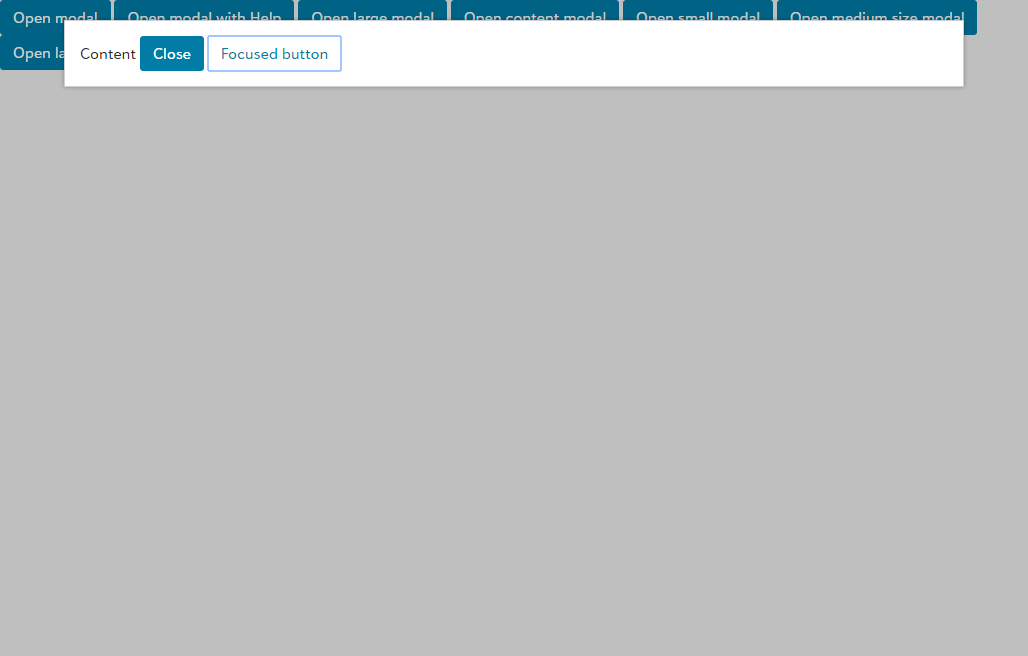 Open modal Open modal with Help Open large modal Open content modal Open small modal Open medium size modal
Open la
Content Close Focused button